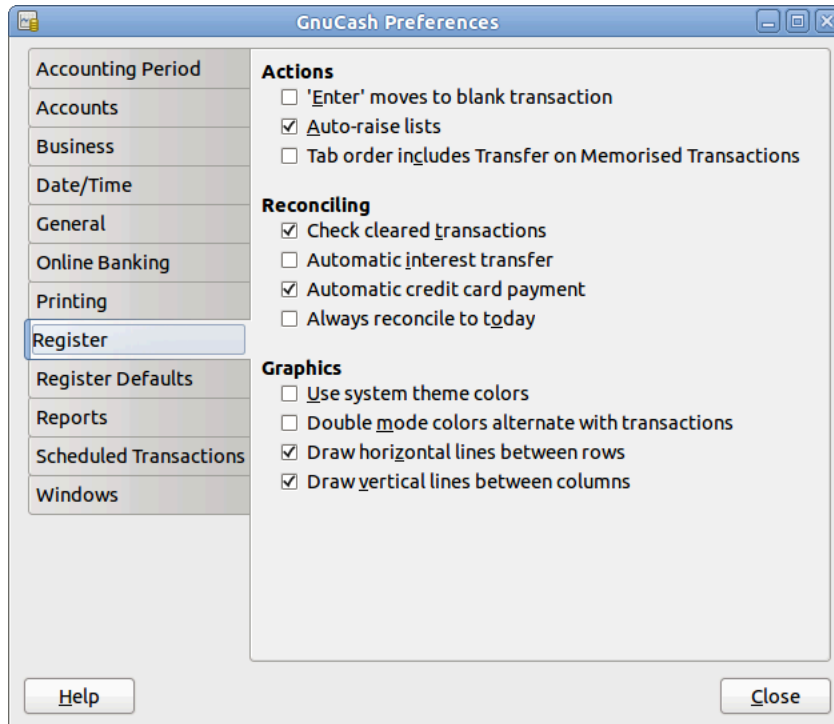 GnuCash Preferences
Accounting Period
Accounts
Business
Date/Time
General
Online Banking
Printing
Register
Register Defaults
Reports
Scheduled Transactions
Windows
Actions
'Enter' moves to blank transaction
Auto-raise lists
Tab order includes Transfer on Memorised Transactions
Reconciling
Check cleared transactions
Automatic interest transfer
Automatic credit card payment
Always reconcile to today
Graphics
Use system theme colors
Double mode colors alternate with transactions
Draw horizontal lines between rows
Draw vertical lines between columns
Help
Close